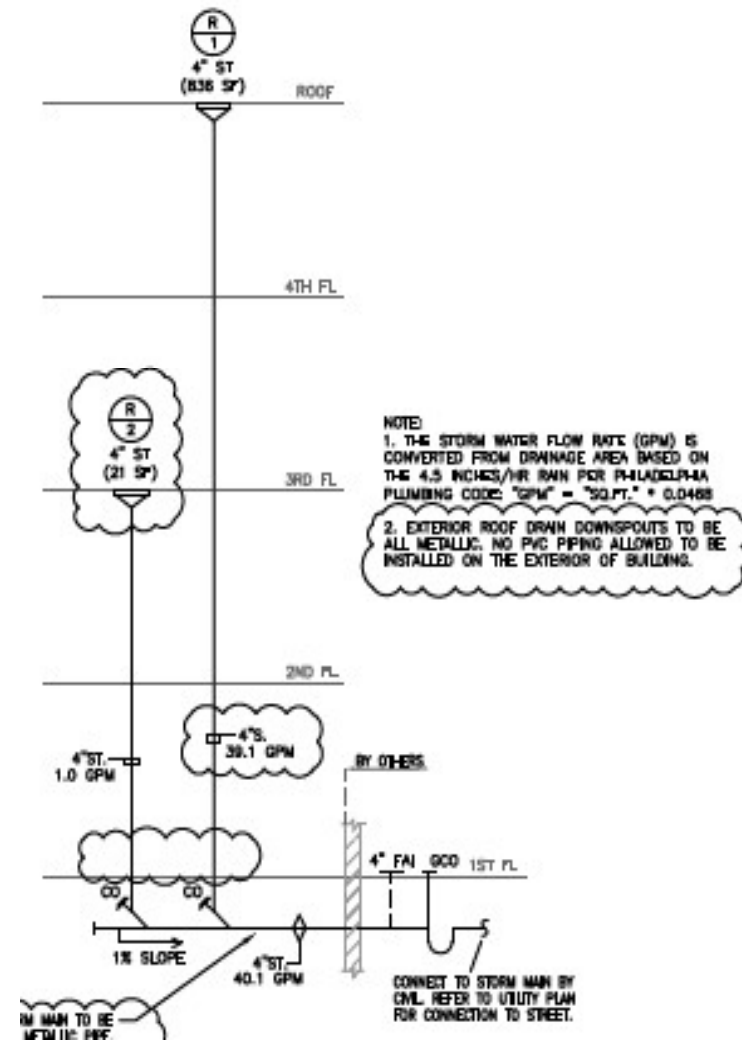 R
1
4" ST
(836 SF)
ROOF
4TH FL
R
2
4" ST
(21 SF)
3RD FL
NOTE:
1. THE STORM WATER FLOW RATE (GPM) IS
CONVERTED FROM DRAINAGE AREA BASED ON
THE 4.5 INCHES/HR RAIN PER PHILADELPHIA
PLUMBING CODE: "GPM" = "SQ.FT." * 0.0468
2. EXTERIOR ROOF DRAIN DOWNSPOUTS TO BE
ALL METALLIC. NO PVC PIPING ALLOWED TO BE
INSTALLED ON THE EXTERIOR OF BUILDING.
2ND FL
4"S.
39.1 GPM
4"ST.
1.0 GPM
BY OTHERS
4" FAI GCO 1ST FL
CO
CO
1% SLOPE
4"ST.
40.1 GPM
CONNECT TO STORM MAIN BY
CIVIL. REFER TO UTILITY PLAN
FOR CONNECTION TO STREET.
MAIN TO BE
METALLIC PIPE.